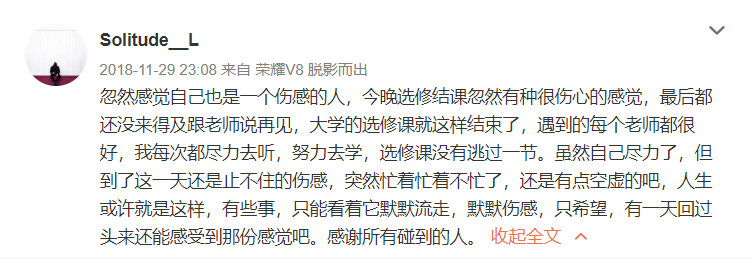 Solitude__L
2018-11-29 23:08 来自 荣耀V8 脱影而出
忽然感觉自己也是一个伤感的人，今晚选修结课忽然有种很伤心的感觉，最后都
还没来得及跟老师说再见，大学的选修课就这样结束了，遇到的每个老师都很
好，我每次都尽力去听，努力去学，选修课没有逃过一节。虽然自己尽力了，但
到了这一天还是止不住的伤感，突然忙着忙着不忙了，还是有点空虚的吧，人生
或许就是这样，有些事，只能看着它默默流走，默默伤感，只希望，有一天回过
头来还能感受到那份感觉吧。感谢所有碰到的人。 收起全文